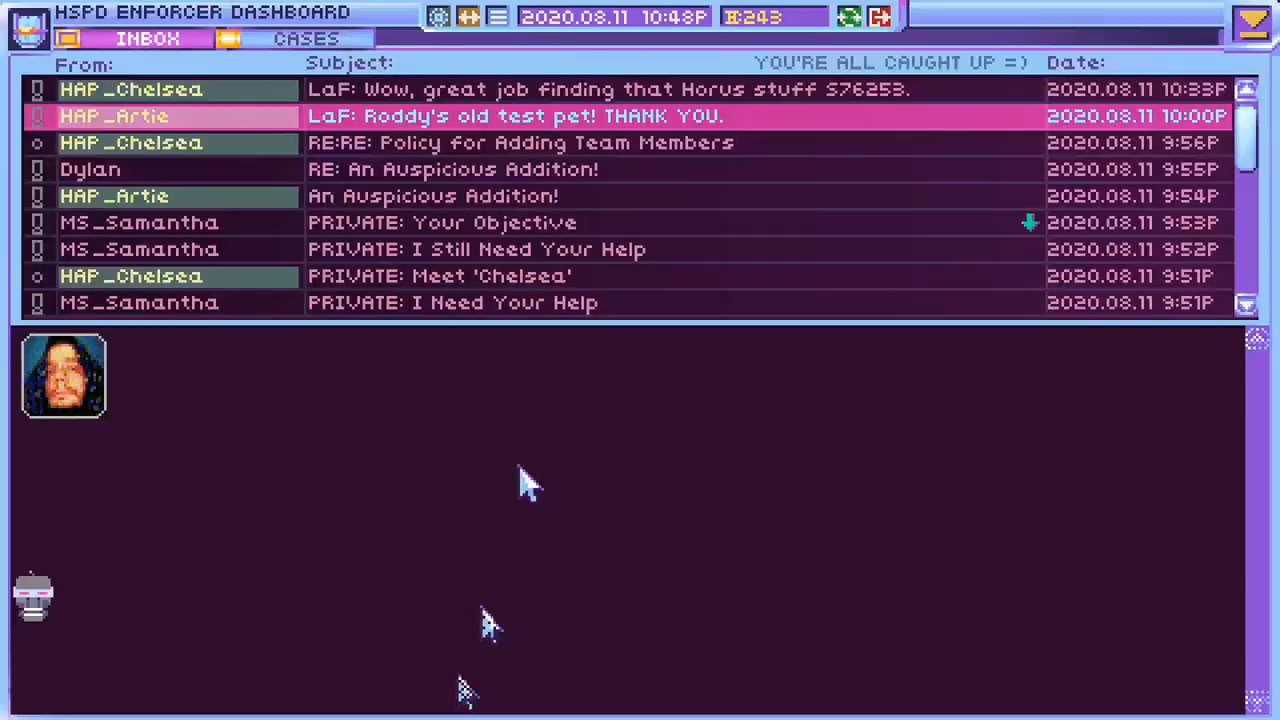 HSPD ENFORCER DASHBOARD
2020.08.11 10:48P
243
INBOX
CASES
From:
Subject:
YOU'RE ALL CAUGHT UP =)
Date:
HAP_Chelsea LaF: Wow, great job finding that Horus stuff S76253. 2020.08.11 10:33P
HAP_Artie LaF: Roddy's old test pet! THANK YOU. 2020.08.11 10:00P
HAP_Chelsea RE:RE: Policy for Adding Team Members 2020.08.11 9:56P
Dylan RE: An Auspicious Addition! 2020.08.11 9:55P
HAP_Artie An Auspicious Addition! 2020.08.11 9:54P
MS_Samantha PRIVATE: Your Objective 2020.08.11 9:53P
MS_Samantha PRIVATE: I Still Need Your Help 2020.08.11 9:52P
HAP_Chelsea PRIVATE: Meet 'Chelsea' 2020.08.11 9:51P
MS_Samantha PRIVATE: I Need Your Help 2020.08.11 9:51P